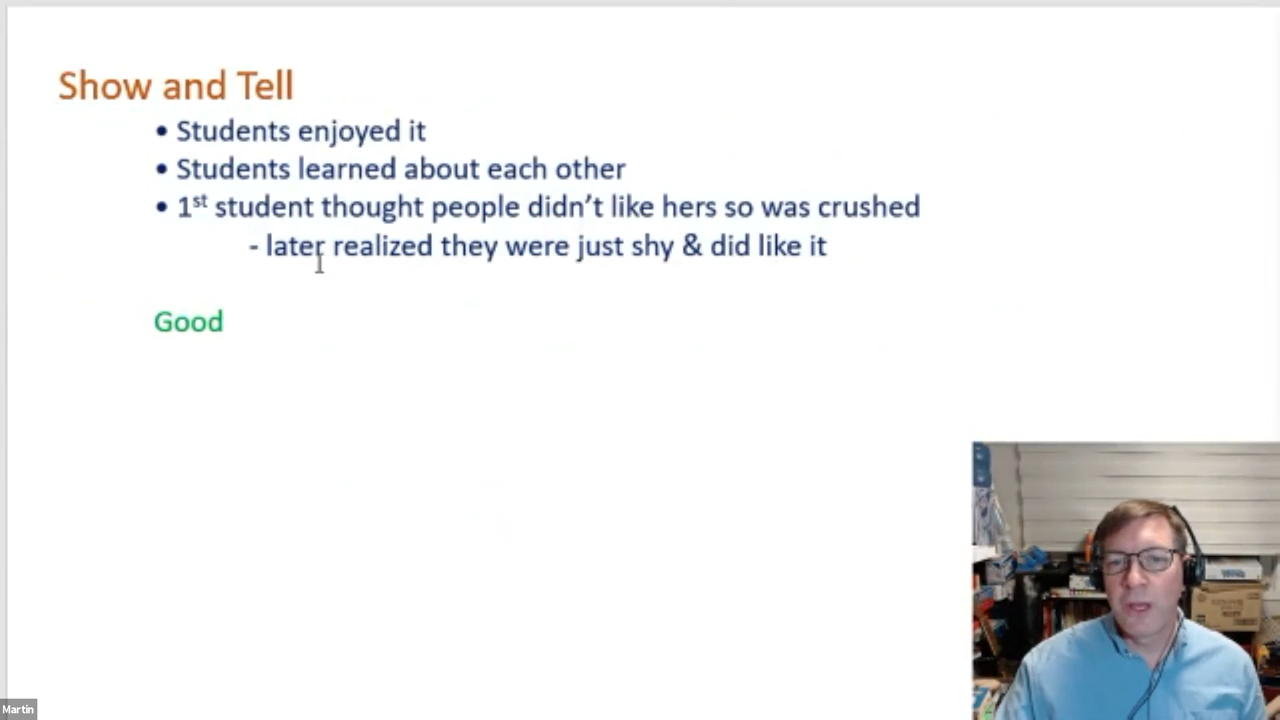 Show and Tell
• Students enjoyed it
• Students learned about each other
• 1st student thought people didn’t like hers so was crushed
- later realized they were just shy & did like it
Good
Martin